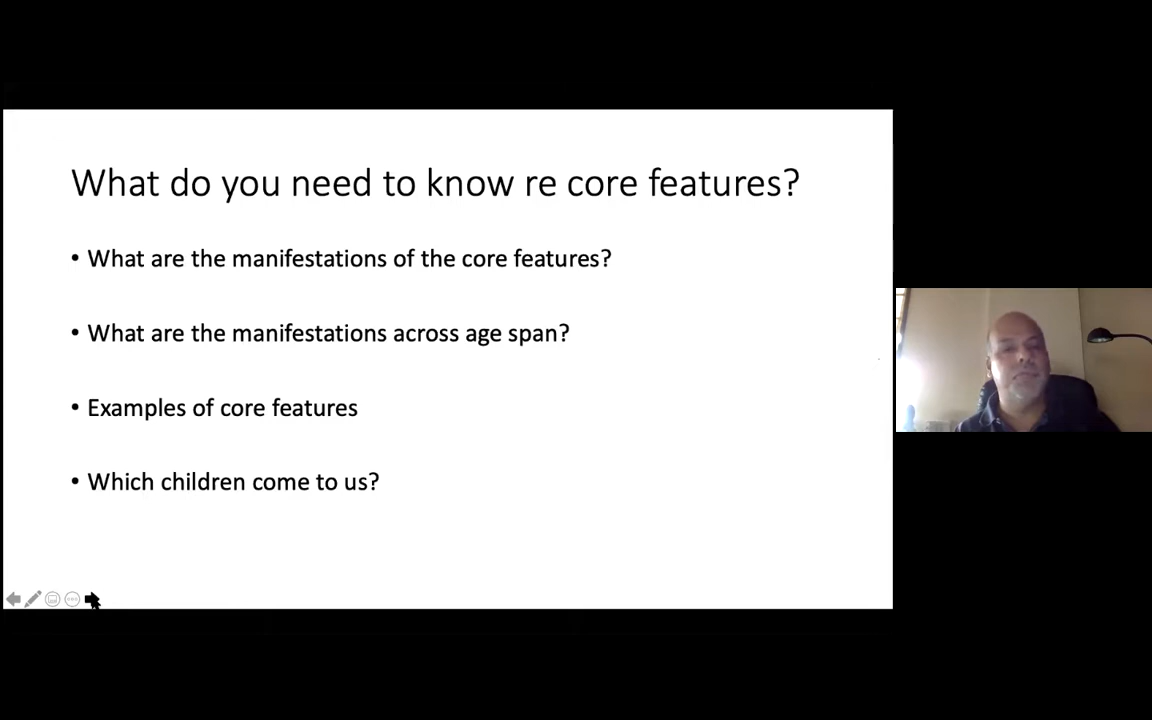 What do you need to know re core features?
• What are the manifestations of the core features?
• What are the manifestations across age span?
• Examples of core features
• Which children come to us?